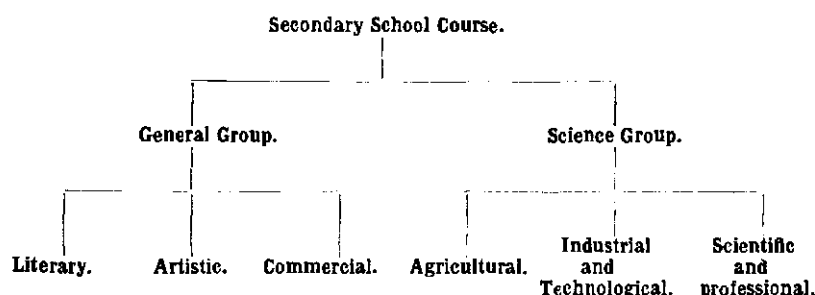 Secondary School Course.
General Group. Science Group.
Literary. Artistic. Commercial. Agricultural. Industrial and Technological. Scientific and professional.